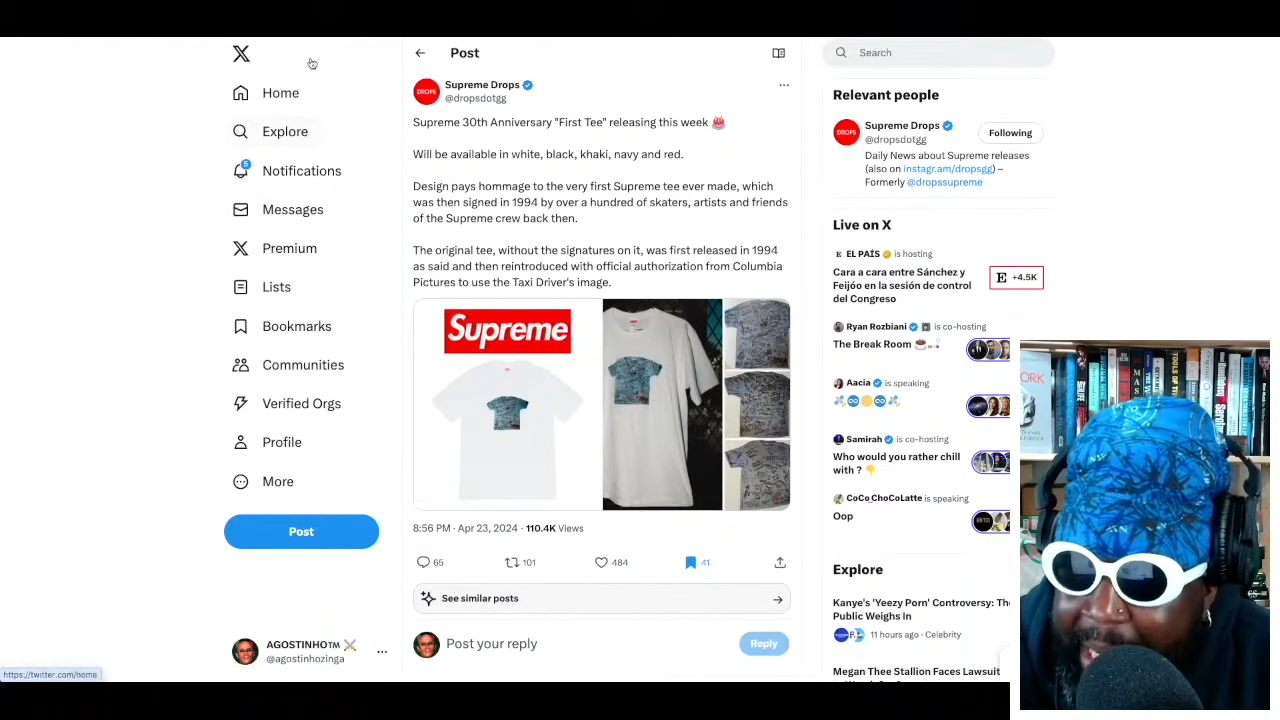 Home
Explore
5
Notifications
Messages
Premium
Lists
Bookmarks
Communities
Verified Orgs
Profile
More
Post
AGOSTINHO™
@agostinhozinga
https://twitter.com/home
Post
DROPS
Supreme Drops
@dropsdotgg
Supreme 30th Anniversary "First Tee" releasing this week
Will be available in white, black, khaki, navy and red.
Design pays hommage to the very first Supreme tee ever made, which
was then signed in 1994 by over a hundred of skaters, artists and friends
of the Supreme crew back then.
The original tee, without the signatures on it, was first released in 1994
as said and then reintroduced with official authorization from Columbia
Pictures to use the Taxi Driver's image.
Supreme
8:56 PM · Apr 23, 2024 · 110.4K Views
65
101
484
41
See similar posts
Post your reply
Reply
Search
Relevant people
DROPS
Supreme Drops
Following
@dropsdotgg
Daily News about Supreme releases
(also on instagr.am/dropsgg) –
Formerly @dropssupreme
Live on X
E EL PAÍS is hosting
Cara a cara entre Sánchez y
Feijóo en la sesión de control
del Congreso
E +4.5K
Ryan Rozbiani is co-hosting
The Break Room
Aacia is speaking
Samirah is co-hosting
Who would you rather chill
with ?
CoCo ChoCoLatte is speaking
Oop
Explore
Kanye's 'Yeezy Porn' Controversy: The
Public Weighs In
11 hours ago · Celebrity
Megan Thee Stallion Faces Lawsuit